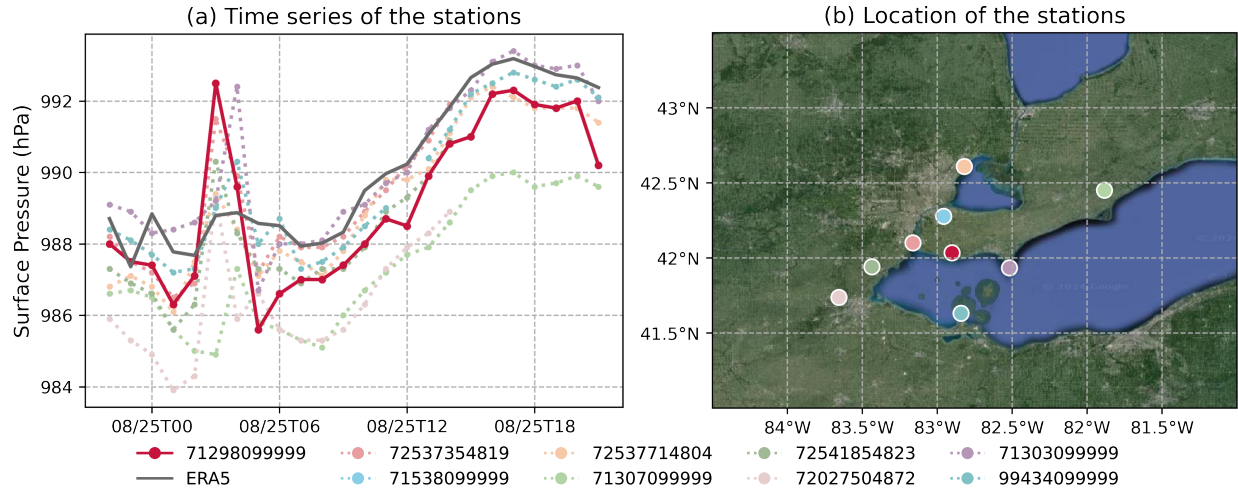 (a) Time series of the stations
(b) Location of the stations
Surface Pressure (hPa)
992
990
988
986
984
08/25T00 08/25T06 08/25T12 08/25T18
43°N
42.5°N
42°N
41.5°N
84°W 83.5°W 83°W 82.5°W 82°W 81.5°W
71298099999 72537354819 72537714804 72541854823 71303099999
ERA5 71538099999 71307099999 72027504872 99434099999